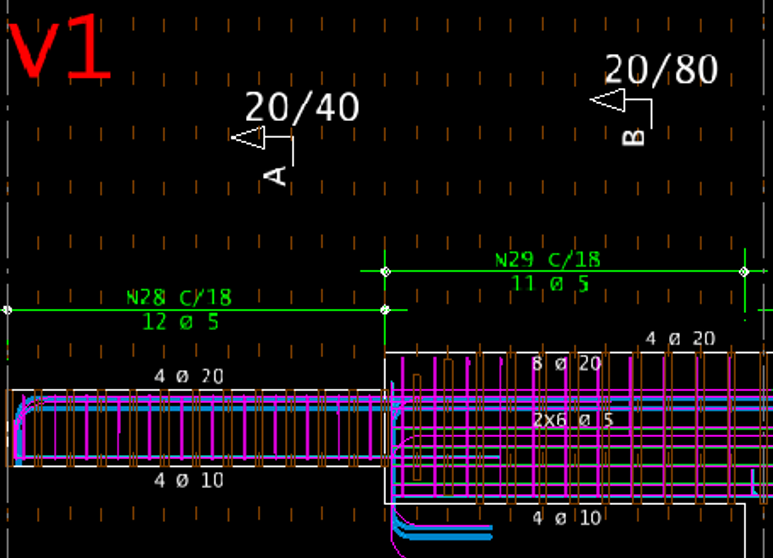 v1
20/80
20/40
B
A
N29 C/18
11 Ø 5
N28 C/18
12 Ø 5
4 Ø 20
8 Ø 20
4 Ø 20
2X6 Ø 5
4 Ø 10
4 Ø 10